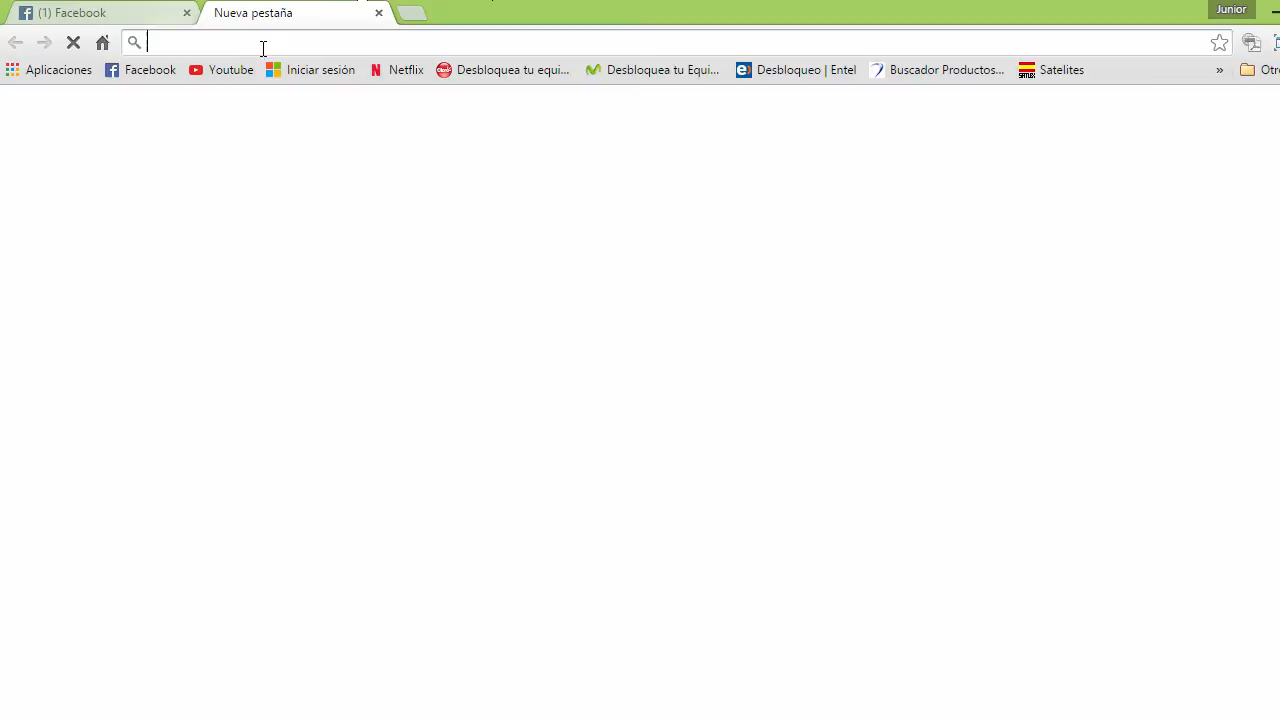 (1) Facebook Nueva pestaña Junior
Aplicaciones Facebook Youtube Iniciar sesión Netflix Desbloquea tu equi... Desbloquea tu Equi... Desbloqueo | Entel Buscador Productos... Satelites » Otro